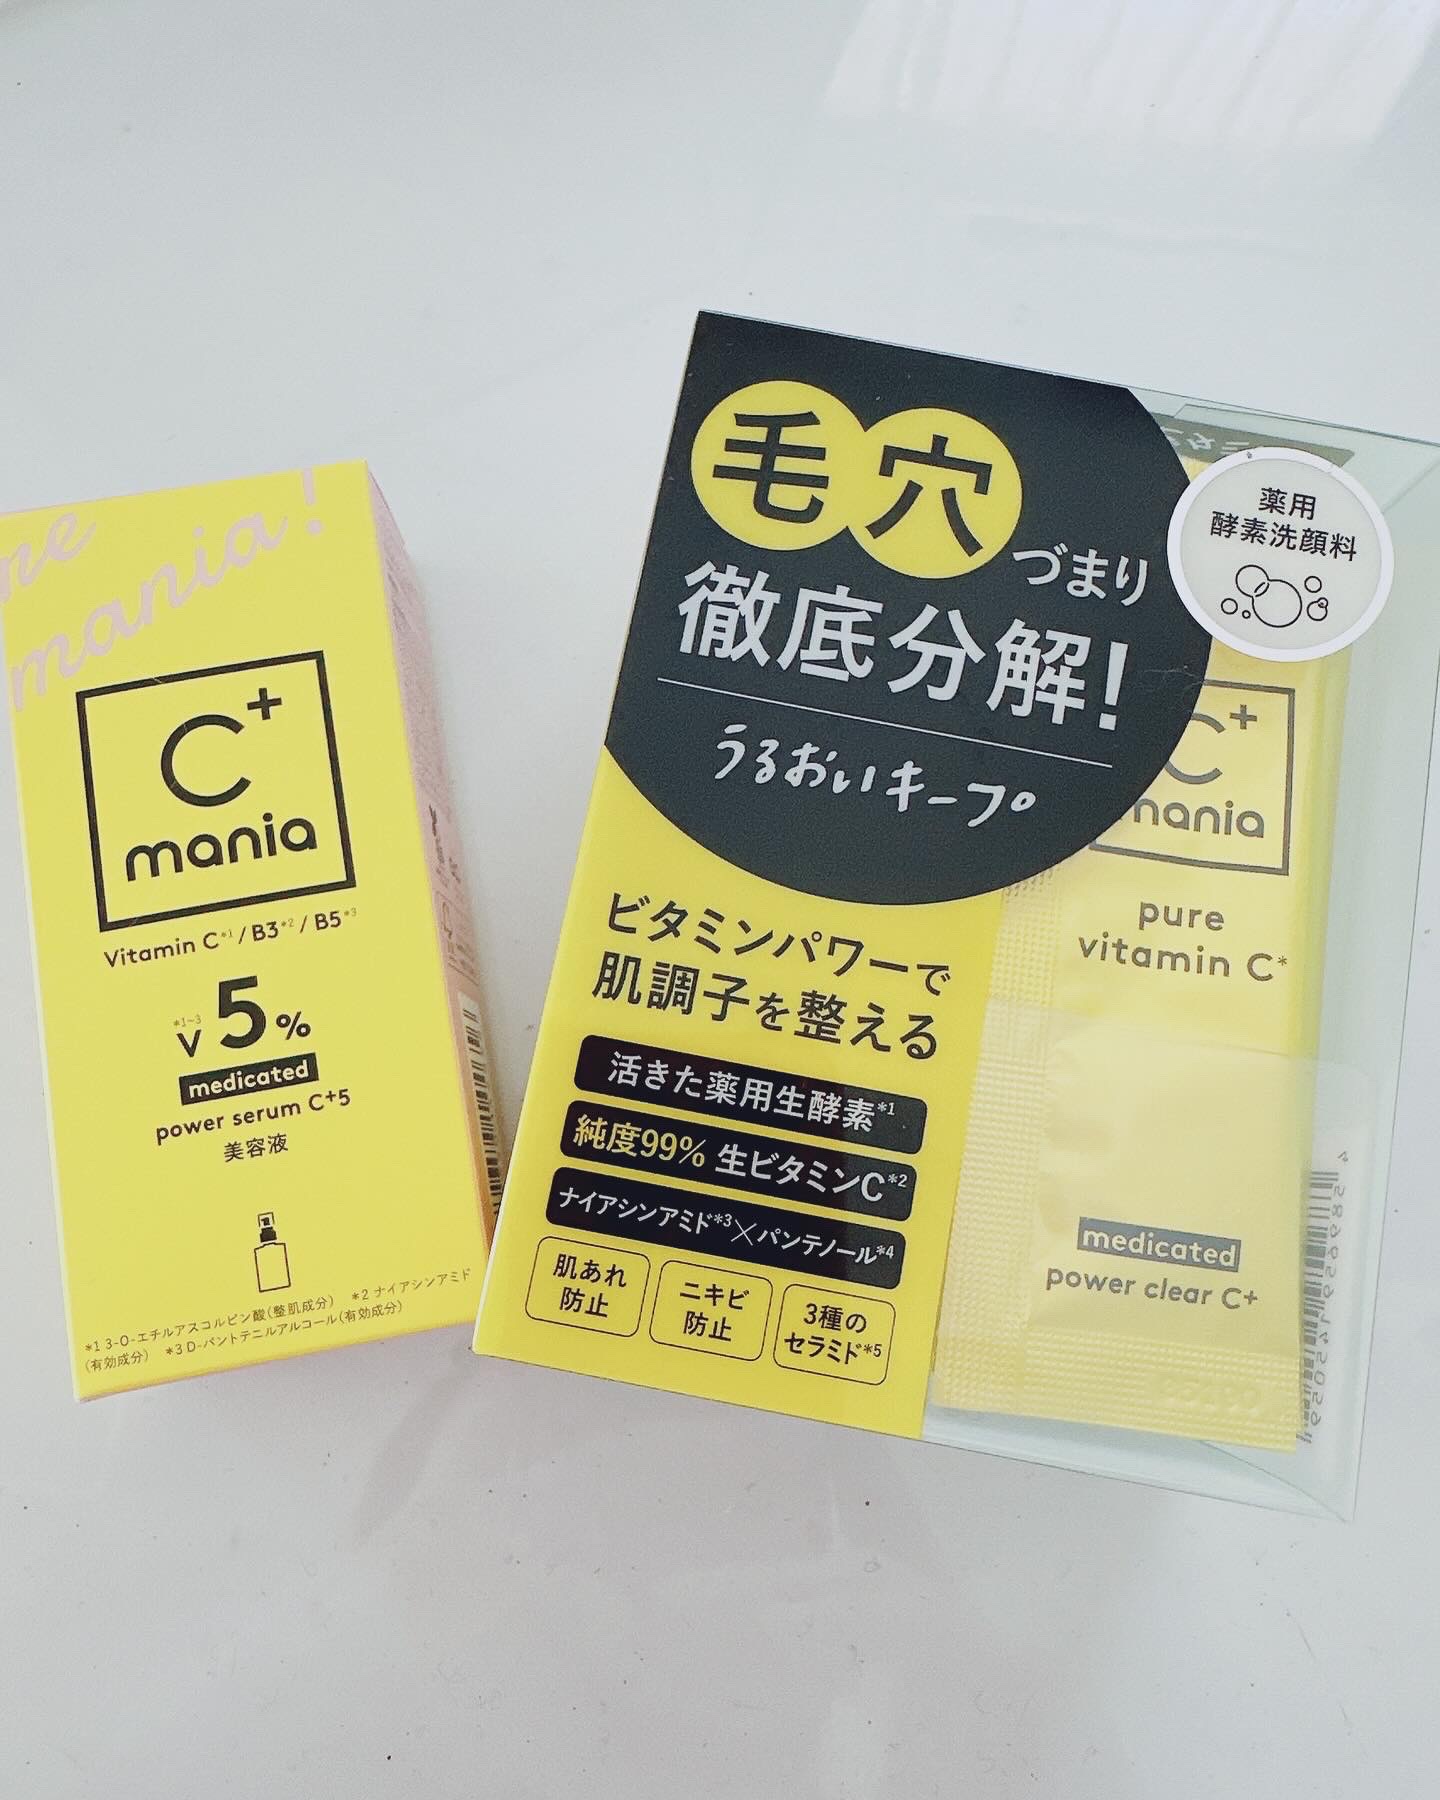 me
mania!
C+
mania
Vitamin C*1 / B3*2 / B5*3
*1~3
V 5%
medicated
power serum C+5
美容液
*1 3-O-エチルアスコルビン酸(整肌成分) *2 ナイアシンアミド
(有効成分) *3 D-パントテニルアルコール(有効成分)
毛穴づまり
徹底分解!
うるおいキープ
ビタミンパワーで
肌調子を整える
活きた薬用生酵素*1
純度99% 生ビタミンC*2
ナイアシンアミド*3×パンテノール*4
肌あれ
防止
ニキビ
防止
3種の
セラミド*5
薬用
酵素洗顔料
C+
mania
pure
vitamin C*
medicated
power clear C+